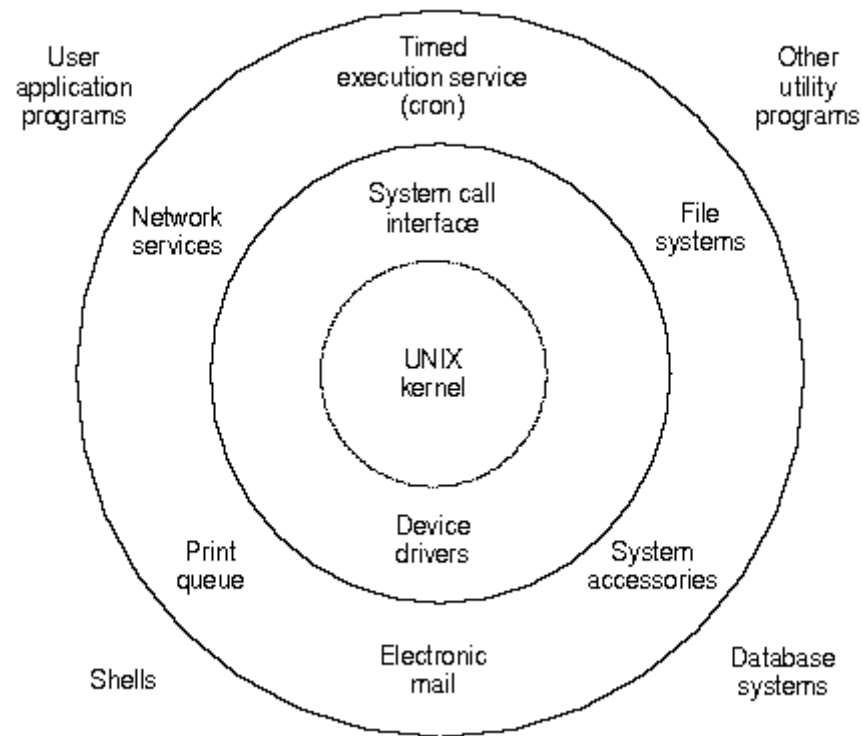 User
application
programs
Timed
execution service
(cron)
Other
utility
programs
System call
interface
Network
services
File
systems
UNIX
kernel
Device
drivers
Print
queue
System
accessories
Electronic
mail
Shells
Database
systems